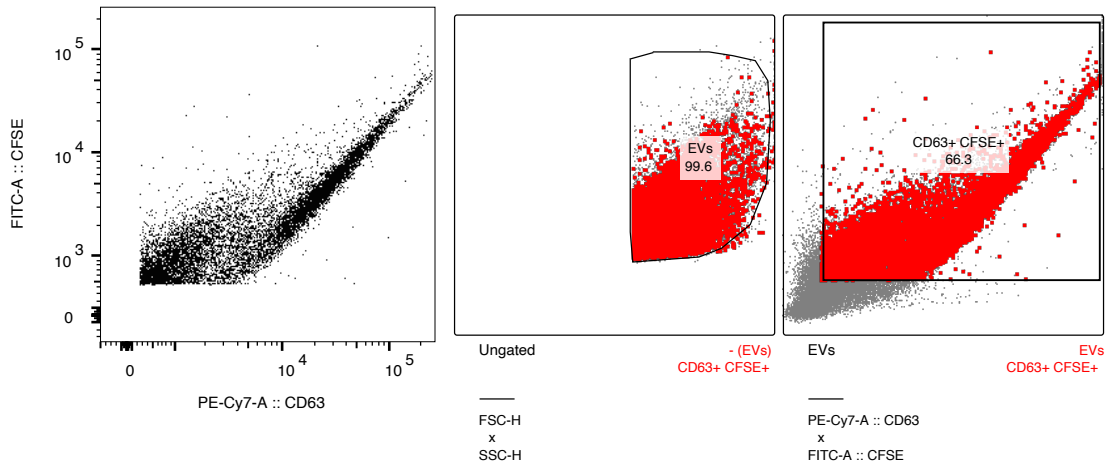 FITC-A :: CFSE
10^5
10^4
10^3
0
0
10^4
10^5
PE-Cy7-A :: CD63
EVs
99.6
Ungated
- (EVs)
CD63+ CFSE+
FSC-H
x
SSC-H
CD63+ CFSE+
66.3
EVs
EVs
CD63+ CFSE+
PE-Cy7-A :: CD63
x
FITC-A :: CFSE